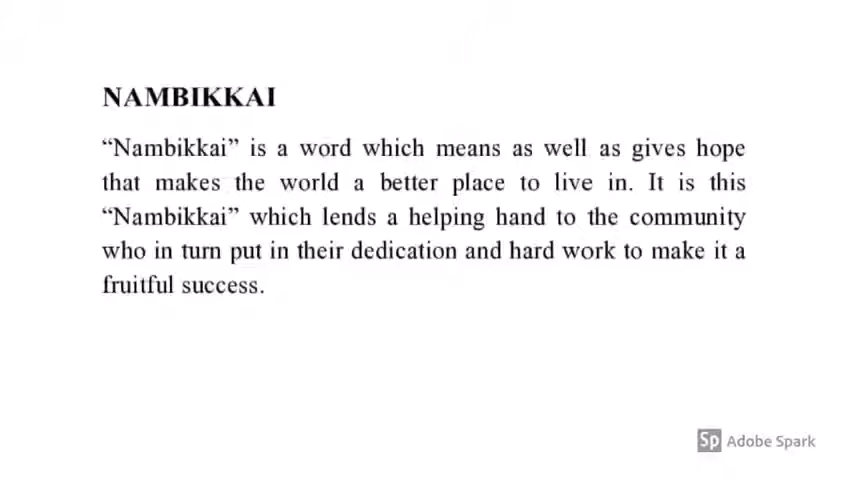 NAMBIKKAI
“Nambikkai” is a word which means as well as gives hope
that makes the world a better place to live in. It is this
“Nambikkai” which lends a helping hand to the community
who in turn put in their dedication and hard work to make it a
fruitful success.
Sp Adobe Spark